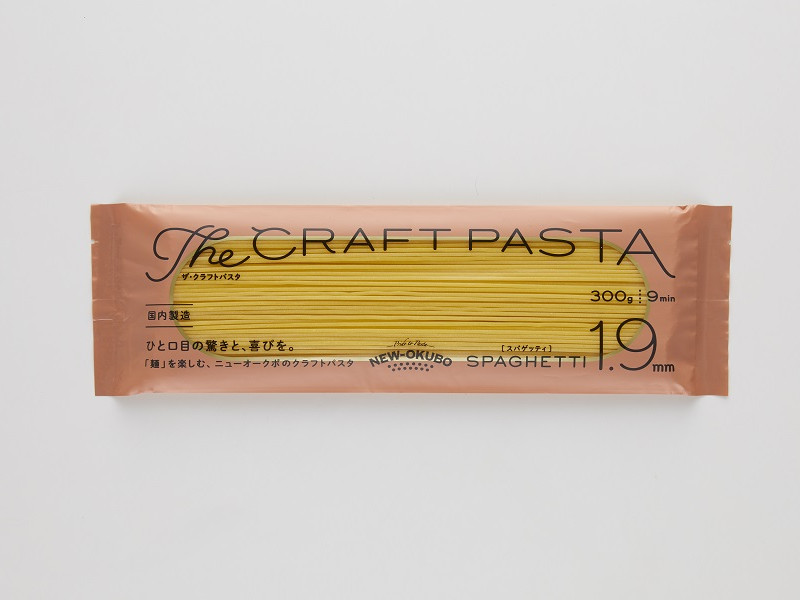 The CRAFT PASTA
ザ・クラフトパスタ
300g 9min
国内製造
1.9mm
ひと口目の驚きと、喜びを。
[スパゲッティ]
「麺」を楽しむ、ニューオークボのクラフトパスタ
NEW-OKUBO
SPAGHETTI